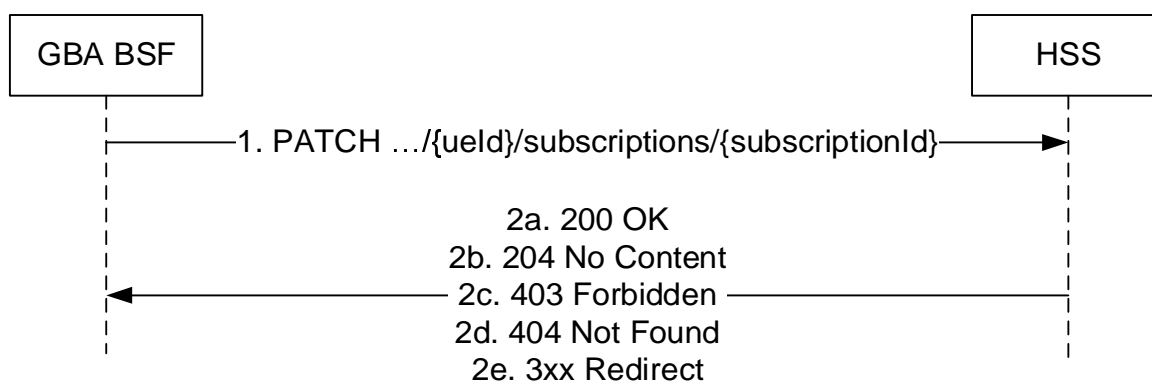 GBA BSF
HSS
1. PATCH …/{ueId}/subscriptions/{subscriptionId}
2a. 200 OK
2b. 204 No Content
2c. 403 Forbidden
2d. 404 Not Found
2e. 3xx Redirect